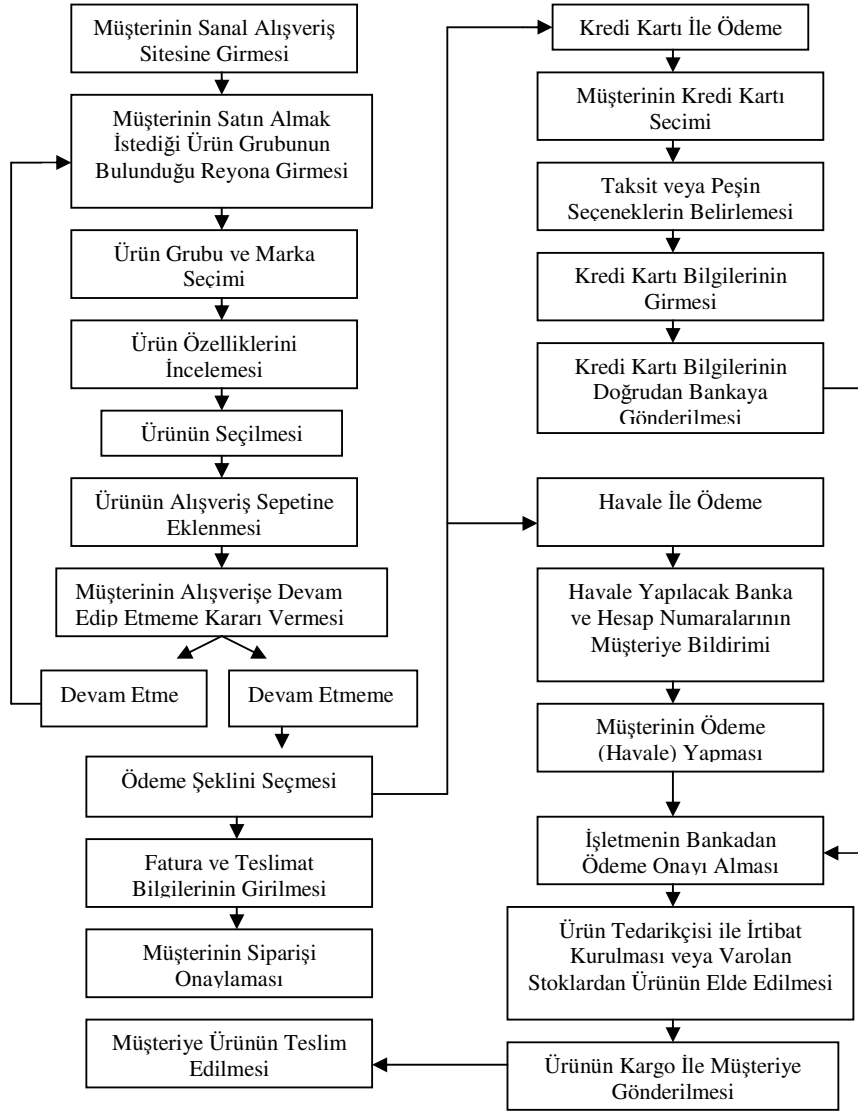 Müşterinin Sanal Alışveriş
Sitesine Girmesi
Müşterinin Satın Almak
İstediği Ürün Grubunun
Bulunduğu Reyona Girmesi
Ürün Grubu ve Marka
Seçimi
Ürün Özelliklerini
İncelemesi
Ürünün Seçilmesi
Ürünün Alışveriş Sepetine
Eklenmesi
Müşterinin Alışverişe Devam
Edip Etmeme Kararı Vermesi
Devam Etme
Devam Etmeme
Ödeme Şeklini Seçmesi
Fatura ve Teslimat
Bilgilerinin Girilmesi
Müşterinin Siparişi
Onaylaması
Müşteriye Ürünün Teslim
Edilmesi
Kredi Kartı İle Ödeme
Müşterinin Kredi Kartı
Secimi
Taksit veya Peşin
Seçeneklerin Belirlemesi
Kredi Kartı Bilgilerinin
Girmesi
Kredi Kartı Bilgilerinin
Doğrudan Bankaya
Gönderilmesi
Havale İle Ödeme
Havale Yapılacak Banka
ve Hesap Numaralarının
Müşteriye Bildirimi
Müşterinin Ödeme
(Havale) Yapması
İşletmenin Bankadan
Ödeme Onayı Alması
Ürün Tedarikçisi ile İrtibat
Kurulması veya Varolan
Stoklardan Ürünün Elde Edilmesi
Ürünün Kargo İle Müşteriye
Gönderilmesi